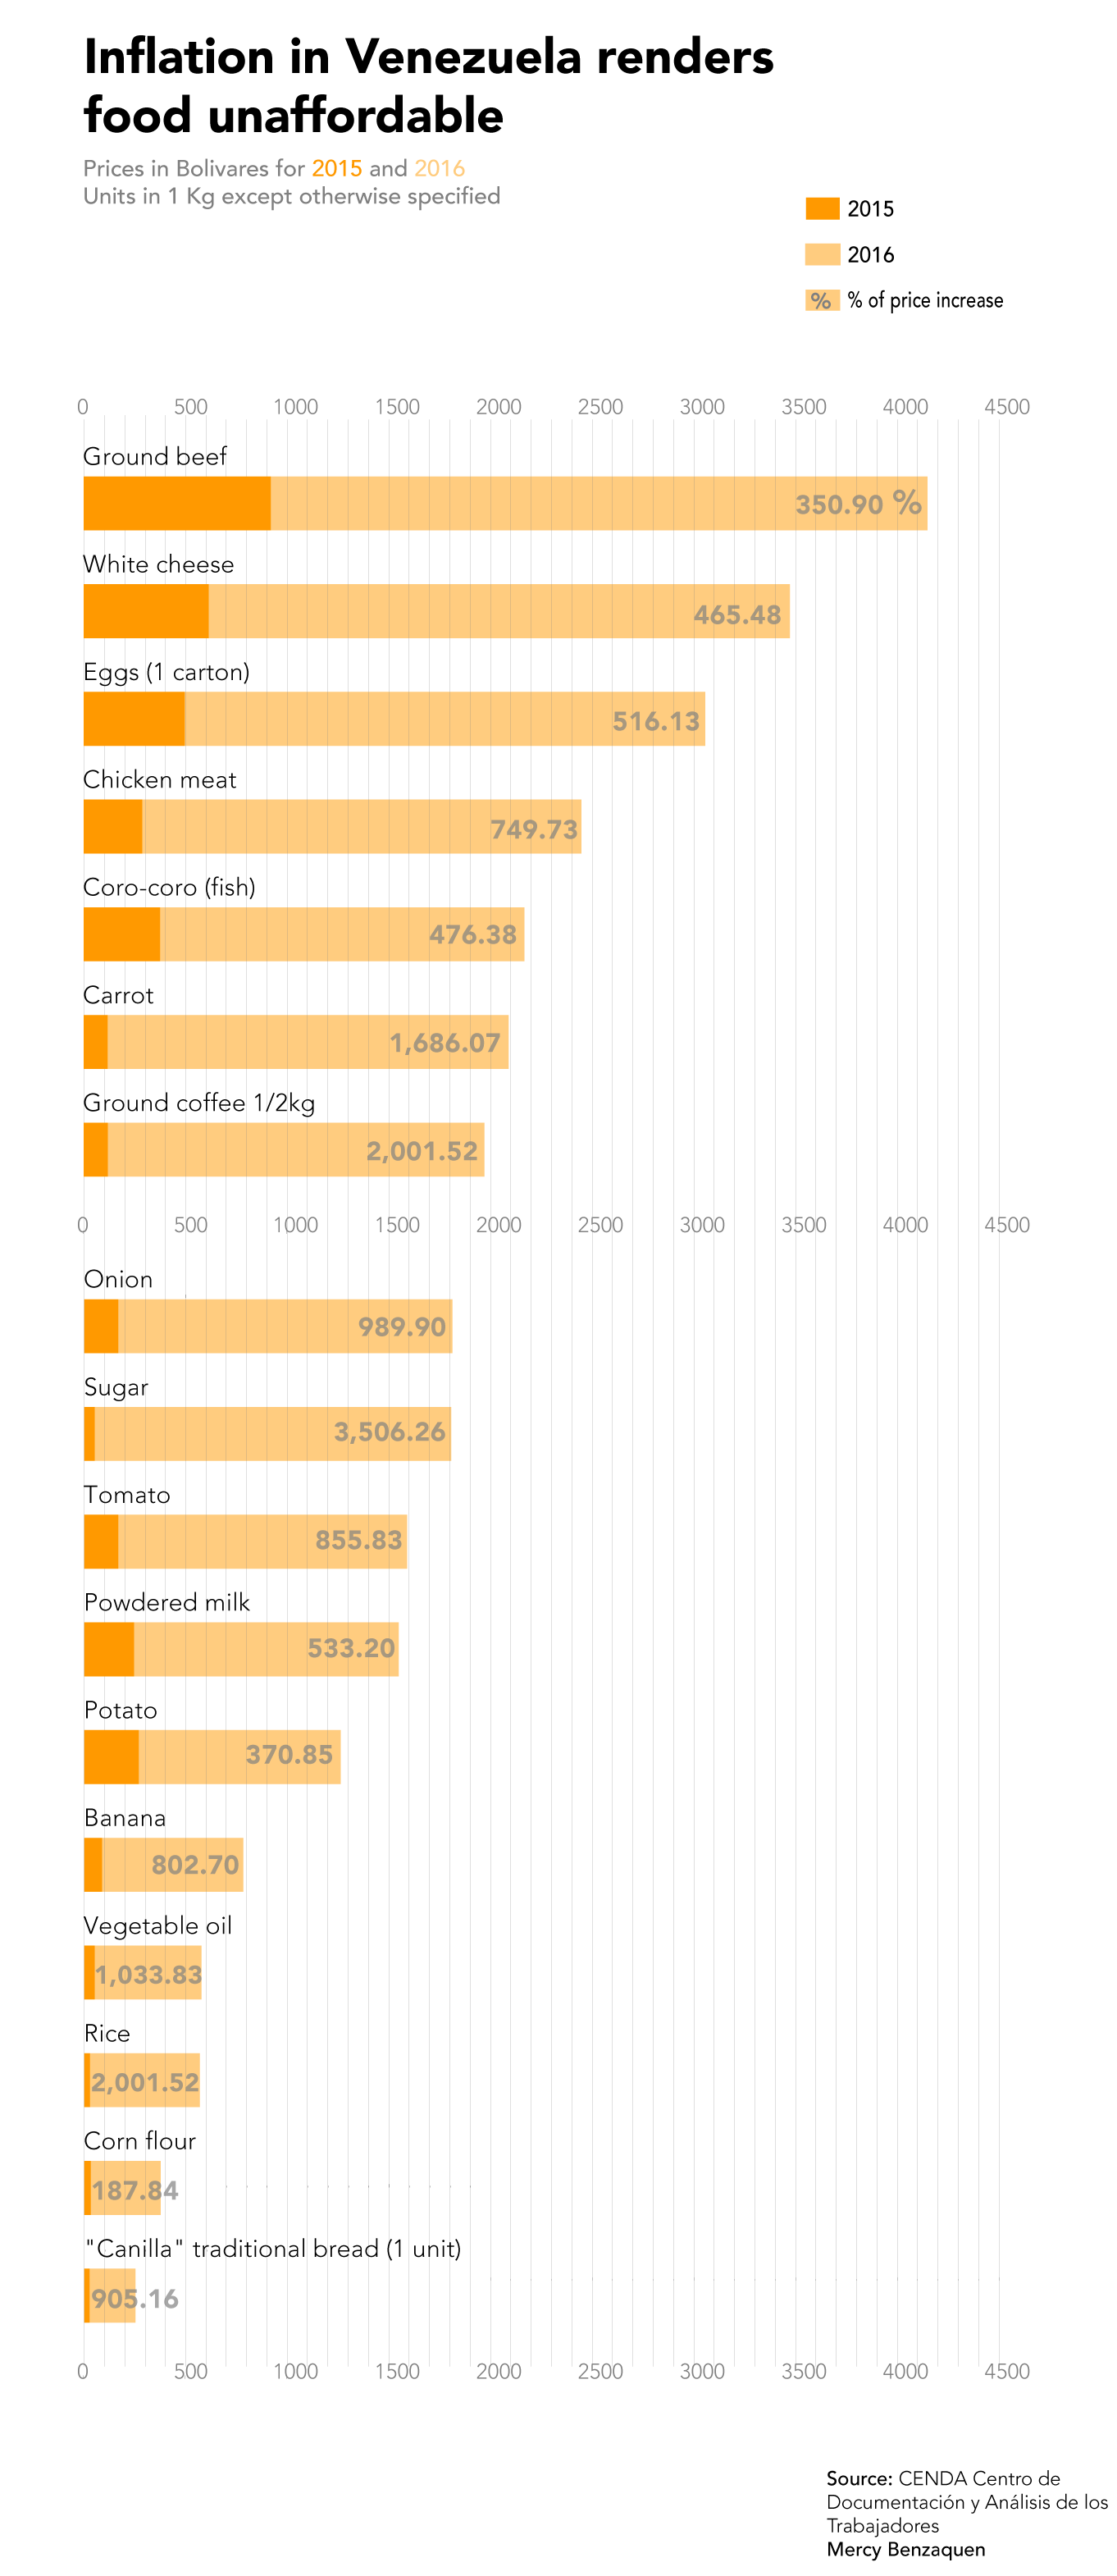 Inflation in Venezuela renders
food unaffordable
Prices in Bolivares for 2015 and 2016
Units in 1 Kg except otherwise specified
2015
2016
% % of price increase
0 500 1000 1500 2000 2500 3000 3500 4000 4500
Ground beef
350.90 %
White cheese
465.48
Eggs (1 carton)
516.13
Chicken meat
749.73
Coro-coro (fish)
476.38
Carrot
1,686.07
Ground coffee 1/2kg
2,001.52
0 500 1000 1500 2000 2500 3000 3500 4000 4500
Onion
989.90
Sugar
3,506.26
Tomato
855.83
Powdered milk
533.20
Potato
370.85
Banana
802.70
Vegetable oil
1,033.83
Rice
2,001.52
Corn flour
187.84
"Canilla" traditional bread (1 unit)
905.16
0 500 1000 1500 2000 2500 3000 3500 4000 4500
Source: CENDA Centro de
Documentación y Análisis de los
Trabajadores
Mercy Benzaquen